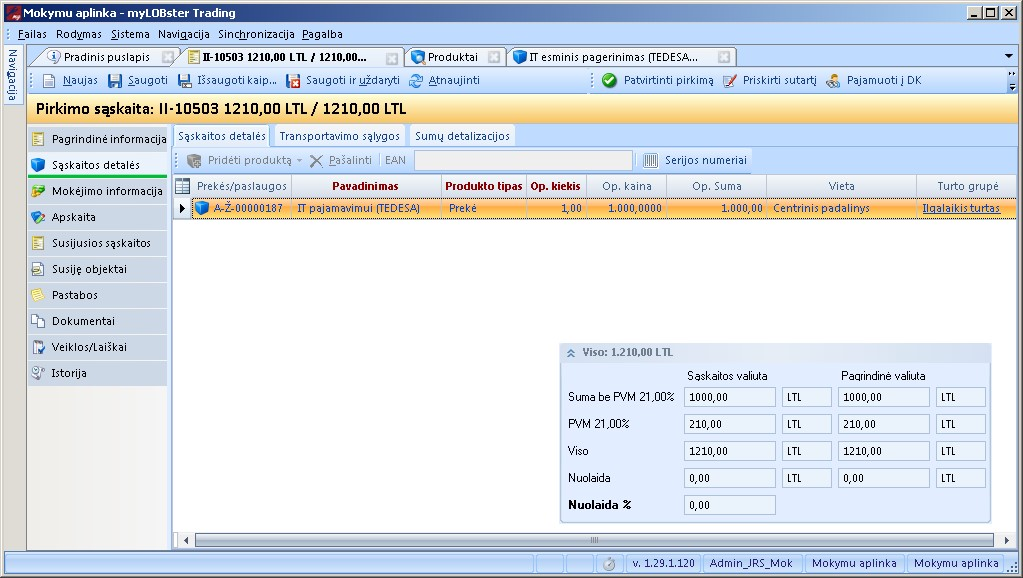 Mokymu aplinka - myLOBster Trading
Failas Rodymas Sistema Navigacija Sinchronizacija Pagalba
Navigacija
Pradinis puslapis II-10503 1210,00 LTL / 1210,00... Produktai IT esminis pagerinimas (TEDESA...
Naujas Saugoti Išsaugoti kaip... Saugoti ir uždaryti Atnaujinti Patvirtinti pirkimą Priskirti sutartį Pajamuoti į DK
Pirkimo sąskaita: II-10503 1210,00 LTL / 1210,00 LTL
Pagrindinė informacija
Sąskaitos detalės
Mokėjimo informacija
Apskaita
Susijusios sąskaitos
Susiję objektai
Pastabos
Dokumentai
Veiklos/Laiškai
Istorija
Sąskaitos detalės Transportavimo sąlygos Sumų detalizacijos
Pridėti produktą Pašalinti EAN Serijos numeriai
Prekės/paslaugos Pavadinimas Produkto tipas Op. kiekis Op. kaina Op. Suma Vieta Turto grupė
A-Ž-00000187 IT pajamavimui (TEDESA) Prekė 1,00 1.000,0000 1.000,00 Centrinis padalinys Ilgalaikis turtas
Viso: 1.210,00 LTL
Sąskaitos valiuta Pagrindinė valiuta
Suma be PVM 21,00% 1000,00 LTL 1000,00 LTL
PVM 21,00% 210,00 LTL 210,00 LTL
Viso 1210,00 LTL 1210,00 LTL
Nuolaida 0,00 LTL 0,00 LTL
Nuolaida % 0,00
v. 1.29.1.120 Admin_JRS_Mok Mokymu aplinka Mokymu aplinka